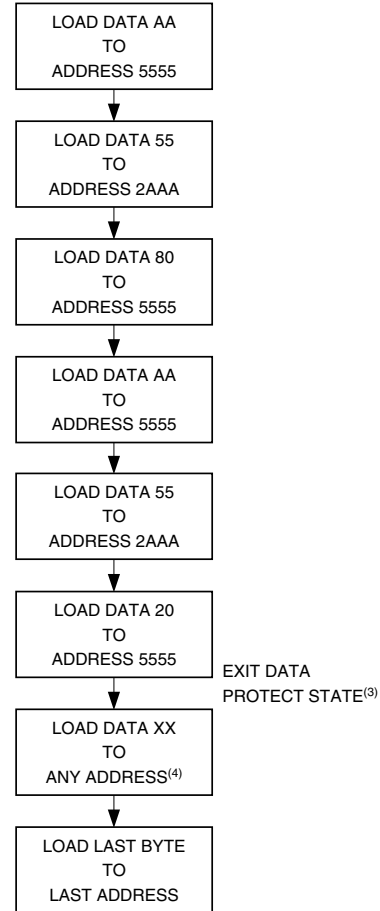 LOAD DATA AA
TO
ADDRESS 5555
LOAD DATA 55
TO
ADDRESS 2AAA
LOAD DATA 80
TO
ADDRESS 5555
LOAD DATA AA
TO
ADDRESS 5555
LOAD DATA 55
TO
ADDRESS 2AAA
LOAD DATA 20
TO
ADDRESS 5555
EXIT DATA
PROTECT STATE(3)
LOAD DATA XX
TO
ANY ADDRESS(4)
LOAD LAST BYTE
TO
LAST ADDRESS